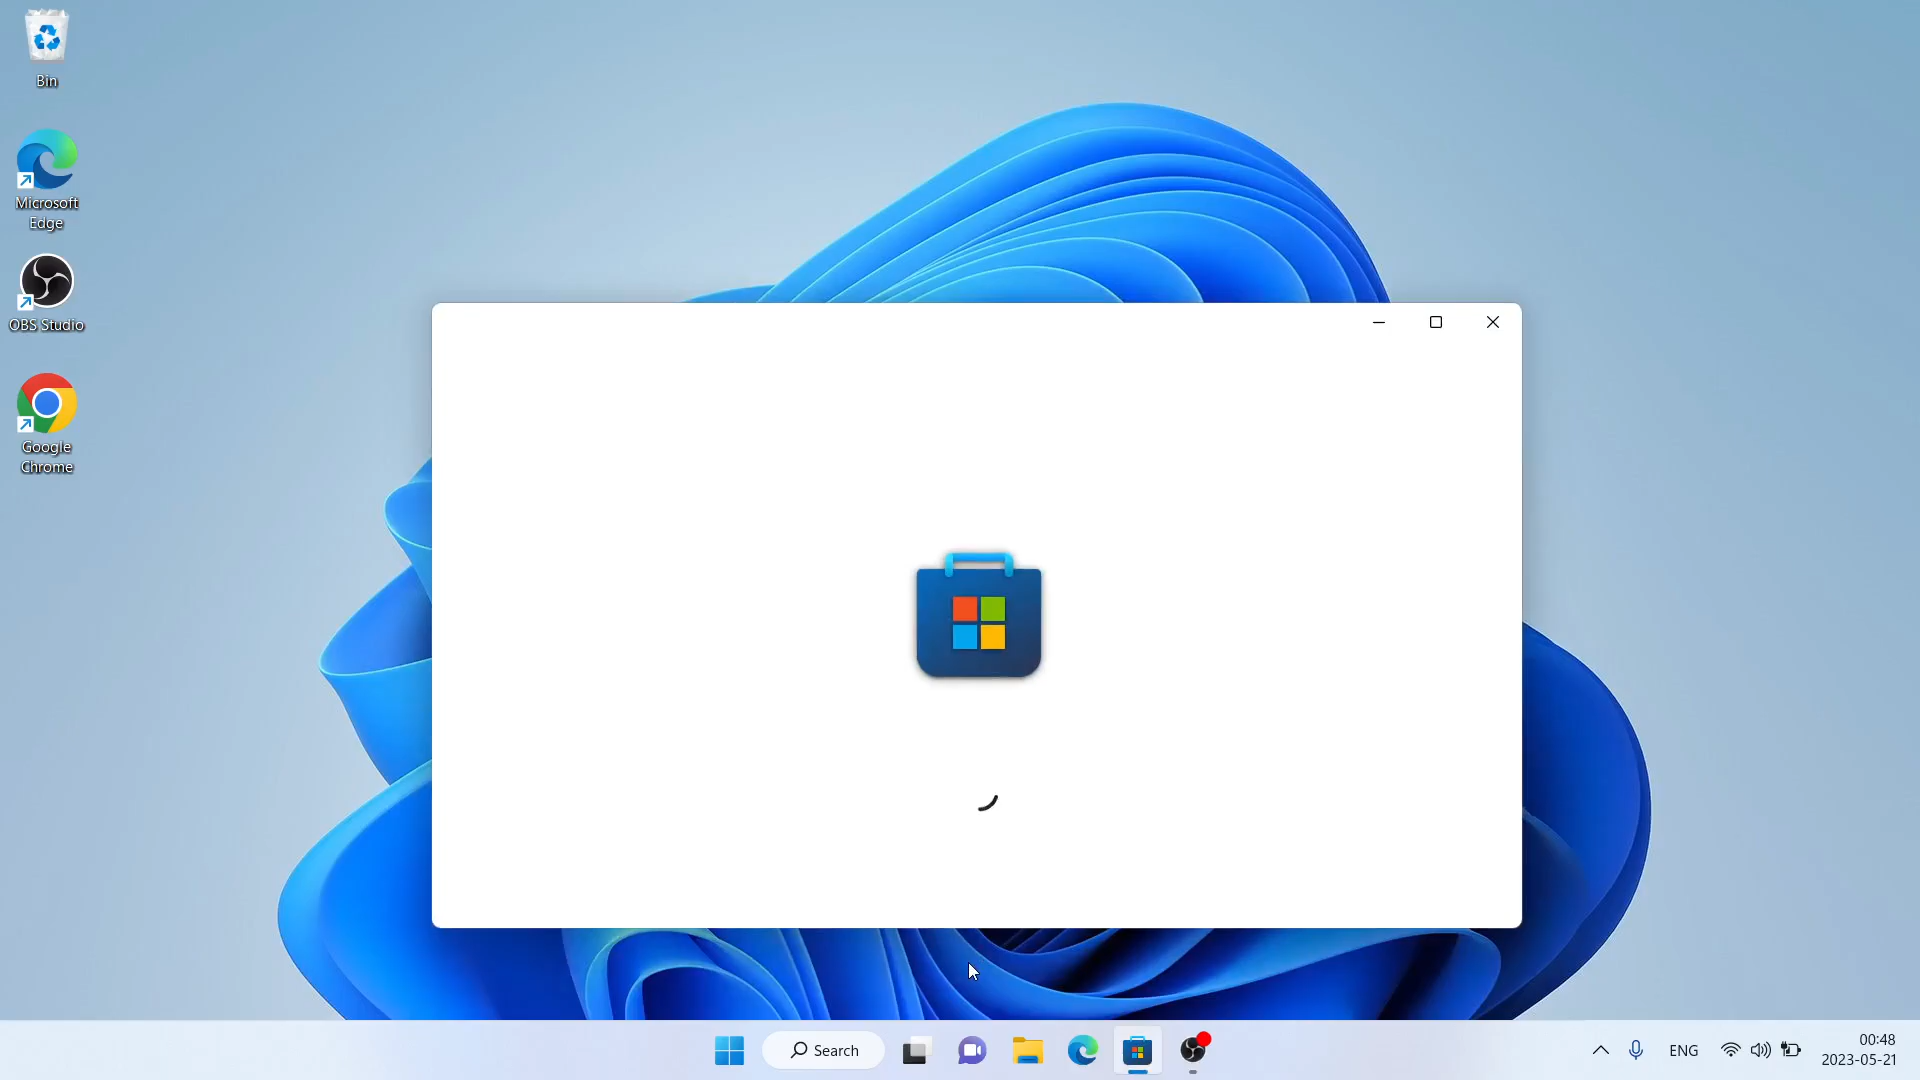 Bin
Microsoft
Edge
OBS Studio
Google
Chrome
Search
ENG
00:48
2023-05-21